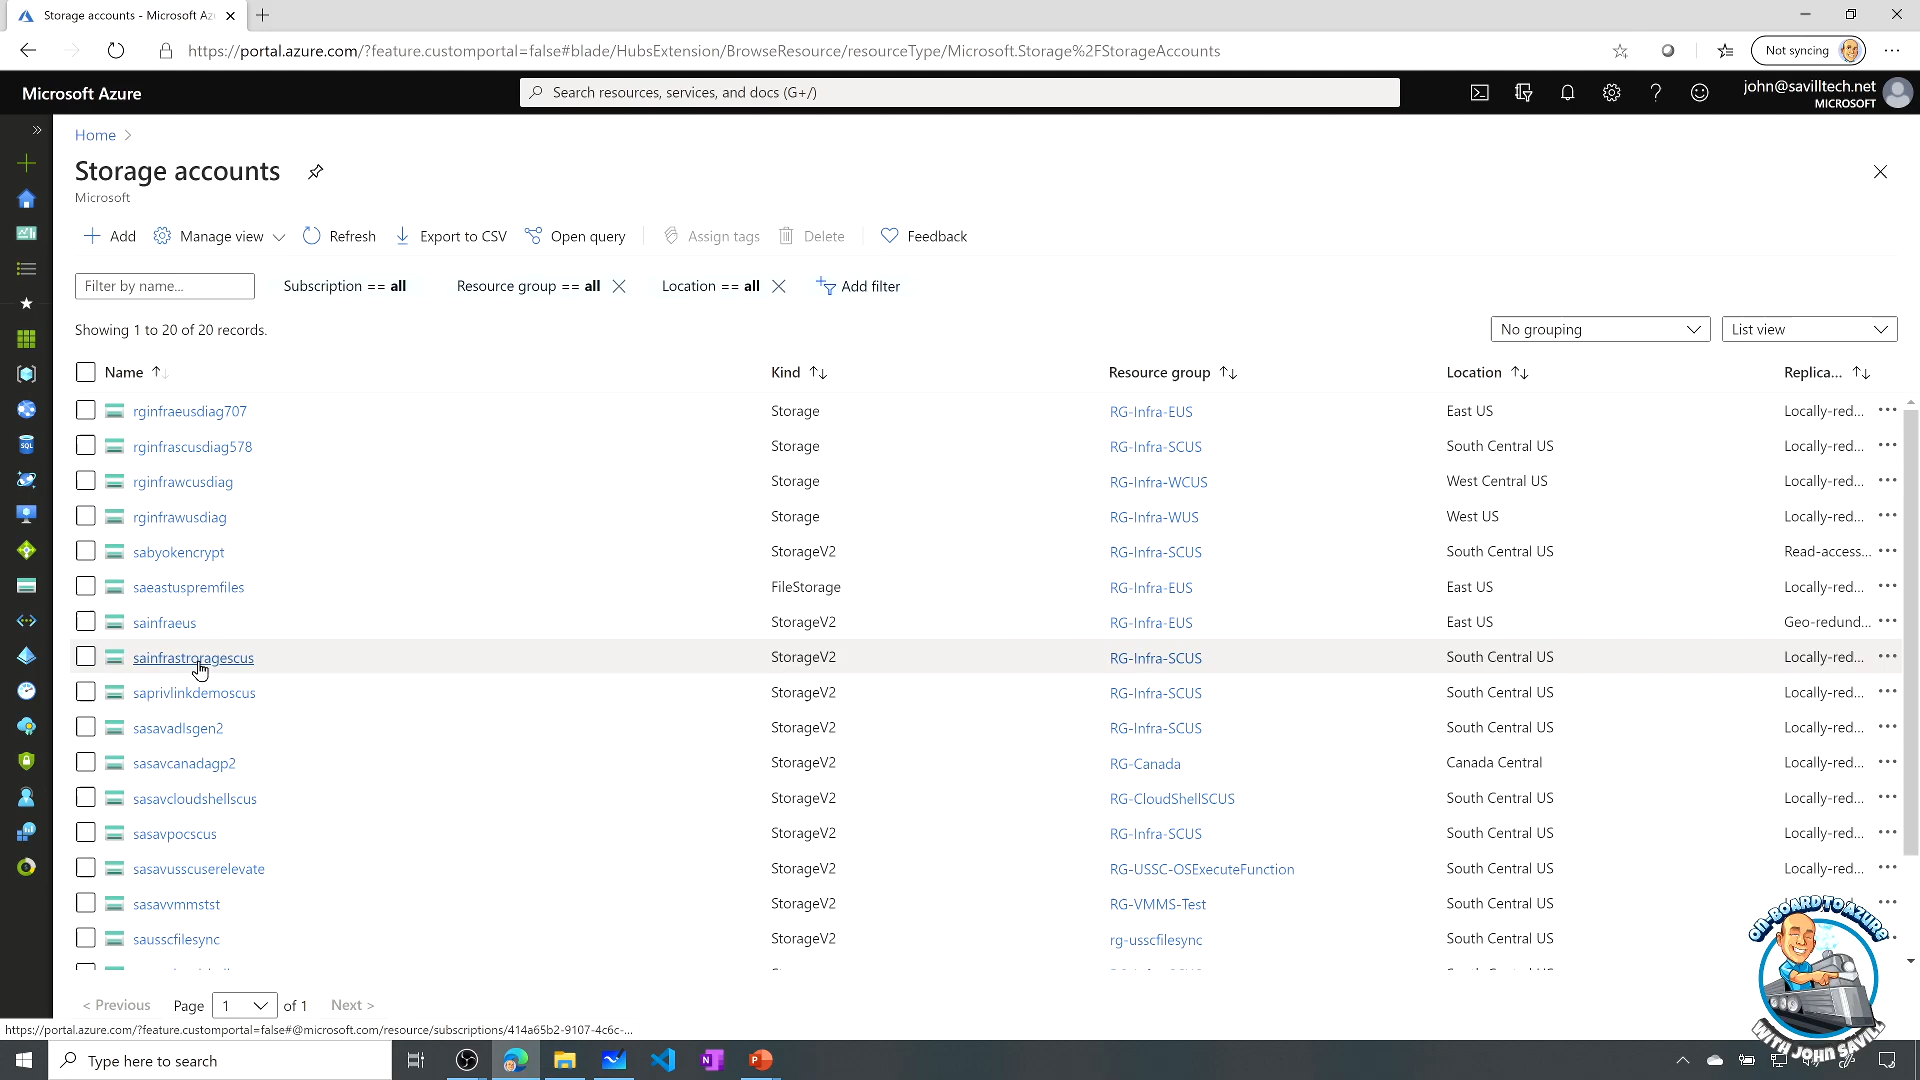 Storage accounts - Microsoft Az
https://portal.azure.com/?feature.customportal=false#blade/HubsExtension/BrowseResource/resourceType/Microsoft.Storage%2FStorageAccounts
Not syncing
Microsoft Azure
Search resources, services, and docs (G+/)
john@savilltech.net
MICROSOFT
Home
Storage accounts
Microsoft
Add Manage view Refresh Export to CSV Open query Assign tags Delete Feedback
Filter by name... Subscription == all Resource group == all Location == all Add filter
Showing 1 to 20 of 20 records. No grouping List view
Name Kind Resource group Location Replica...
rginfraeusdiag707 Storage RG-Infra-EUS East US Locally-red... ...
rginfrascusdiag578 Storage RG-Infra-SCUS South Central US Locally-red... ...
rginfrawcusdiag Storage RG-Infra-WCUS West Central US Locally-red... ...
rginfrawusdiag Storage RG-Infra-WUS West US Locally-red... ...
sabyokencrypt StorageV2 RG-Infra-SCUS South Central US Read-access... ...
saeastuspremfiles FileStorage RG-Infra-EUS East US Locally-red... ...
sainfraeus StorageV2 RG-Infra-EUS East US Geo-redund... ...
sainfrastroragescus StorageV2 RG-Infra-SCUS South Central US Locally-red... ...
saprivlinkdemoscus StorageV2 RG-Infra-SCUS South Central US Locally-red... ...
sasavadlsgen2 StorageV2 RG-Infra-SCUS South Central US Locally-red... ...
sasavcanadagp2 StorageV2 RG-Canada Canada Central Locally-red... ...
sasavcloudshellscus StorageV2 RG-CloudShellSCUS South Central US Locally-red... ...
sasavpocscus StorageV2 RG-Infra-SCUS South Central US Locally-red... ...
sasavusscuserelevate StorageV2 RG-USSC-OSExecuteFunction South Central US Locally-red... ...
sasavvmmstst StorageV2 RG-VMMS-Test South Central US
sausscfilesync StorageV2 rg-usscfilesync South Central US
ON-BOARD TO AZURE
WITH JOHN SAVILL
< Previous Page 1 of 1 Next >
https://portal.azure.com/?feature.customportal=false#@microsoft.com/resource/subscriptions/414a65b2-9107-4c6c-...
Type here to search